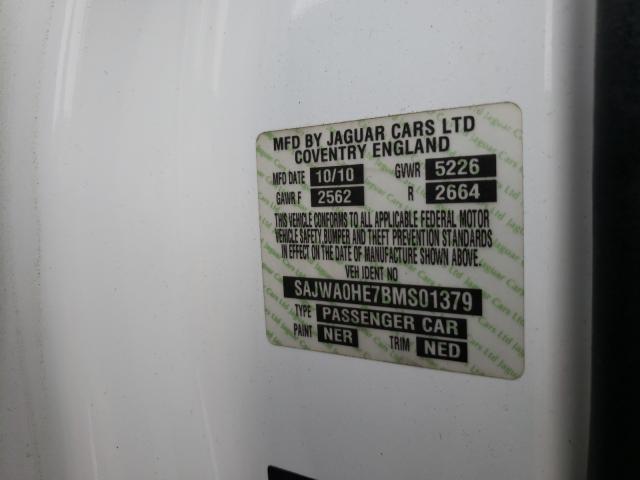 MFD BY JAGUAR CARS LTD
COVENTRY ENGLAND
MFD DATE 10/10 GVWR 5226
GAWR F 2562 R 2664
THIS VEHICLE CONFORMS TO ALL APPLICABLE FEDERAL MOTOR
VEHICLE SAFETY, BUMPER AND THEFT PREVENTION STANDARDS
IN EFFECT ON THE DATE OF MANUFACTURE SHOWN ABOVE.
VEH IDENT NO
SAJWA0HE7BMS01379
TYPE PASSENGER CAR
PAINT NER TRIM NED